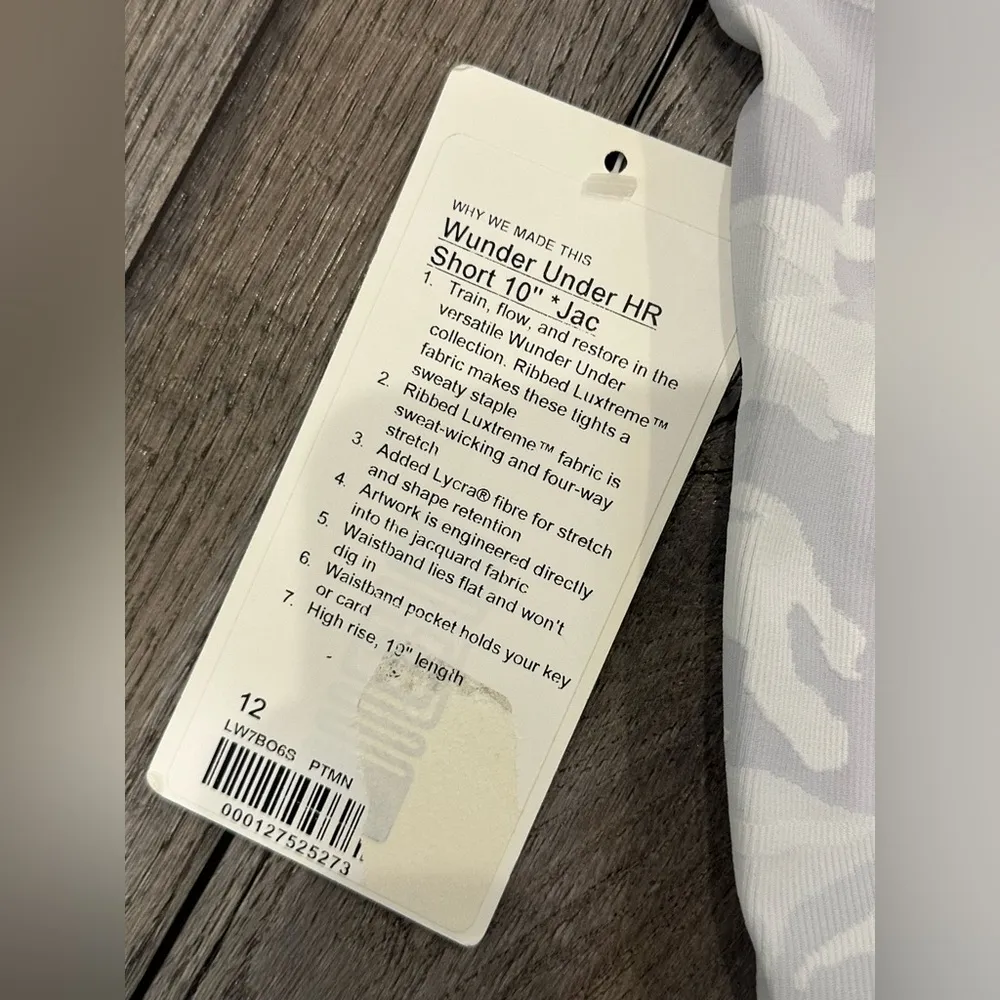 WHY WE MADE THIS
Wunder Under HR
Short 10" *Jac
1. Train, flow, and restore in the
versatile Wunder Under
collection. Ribbed Luxtreme™
fabric makes these tights a
sweaty staple
2. Ribbed Luxtreme™ fabric is
sweat-wicking and four-way
stretch
3. Added Lycra® fibre for stretch
and shape retention
4. Artwork is engineered directly
into the jacquard fabric
5. Waistband lies flat and won't
dig in
6. Waistband pocket holds your key
or card
7. High rise, 10" length
12
LW7BO6S PTMN
000127525273